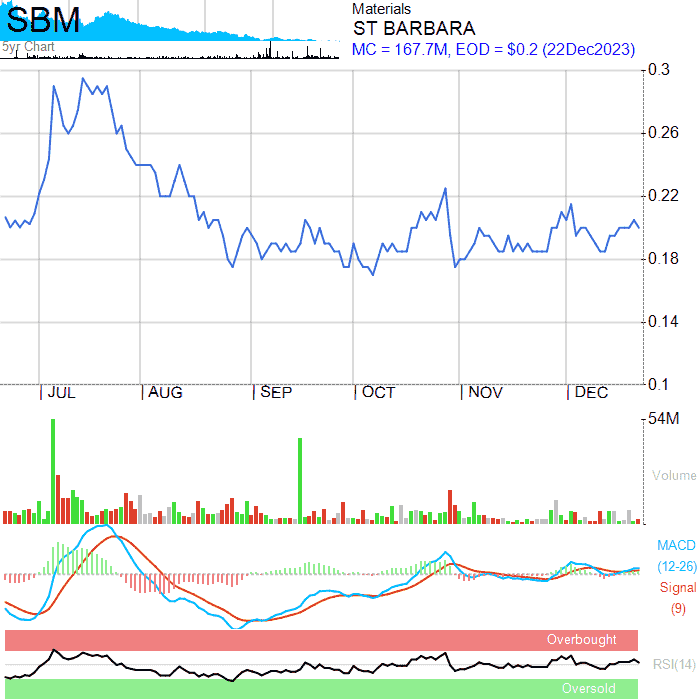 SBM
5yr Chart
Materials
ST BARBARA
MC = 167.7M, EOD = $0.2 (22Dec2023)
0.3
0.26
0.22
0.18
0.14
0.1
JUL AUG SEP OCT NOV DEC
54M
Volume
MACD
(12-26)
Signal
(9)
Overbought
RSI(14)
Oversold